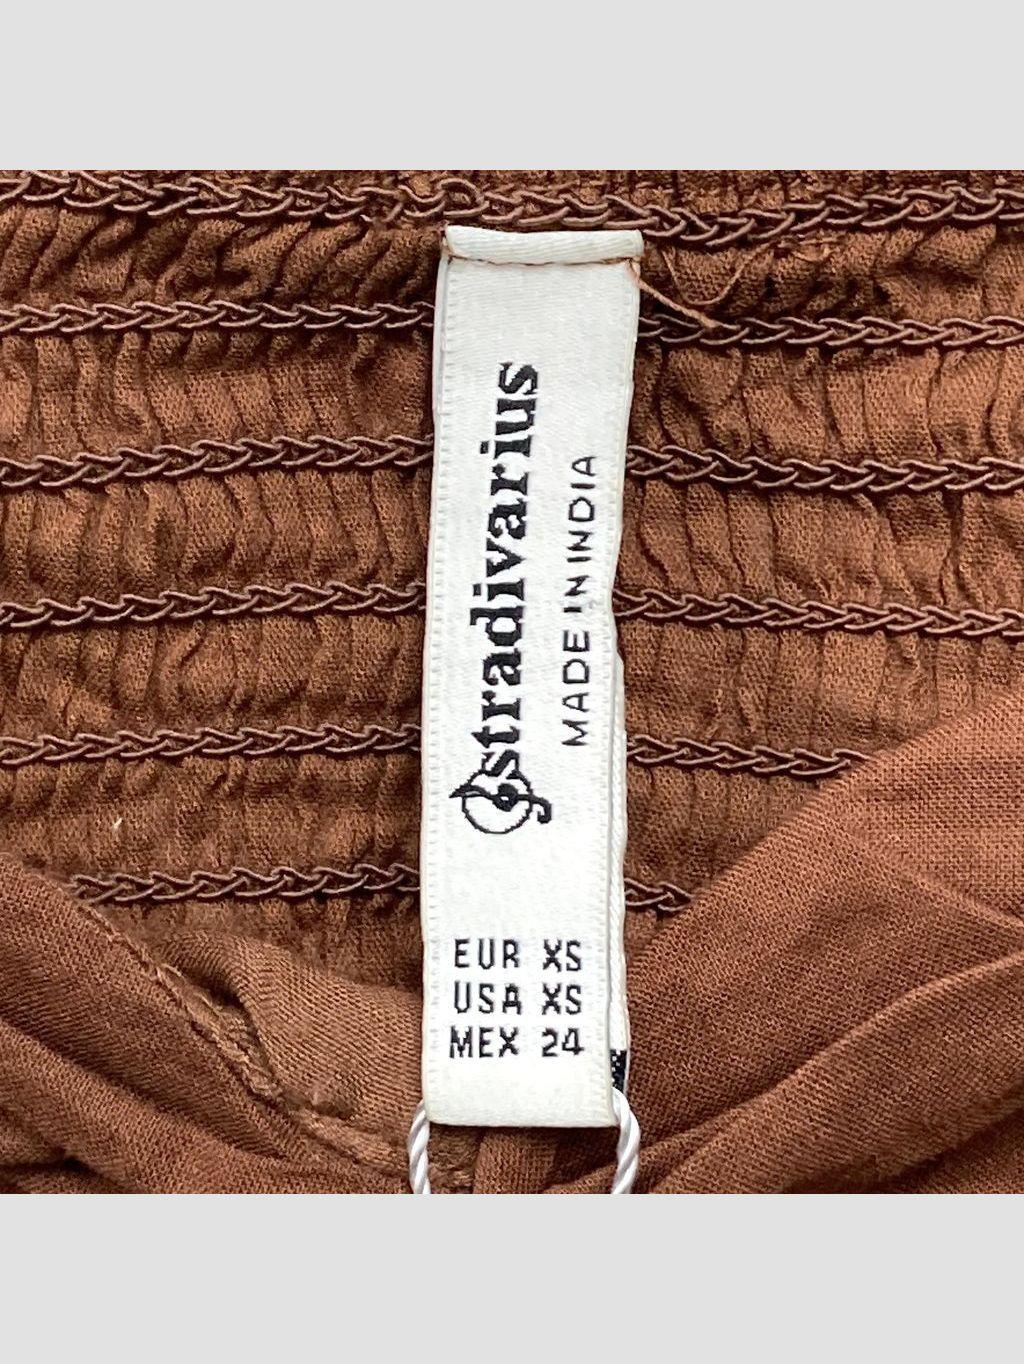 stradivarius
MADE IN INDIA
EUR XS
USA XS
MEX 24